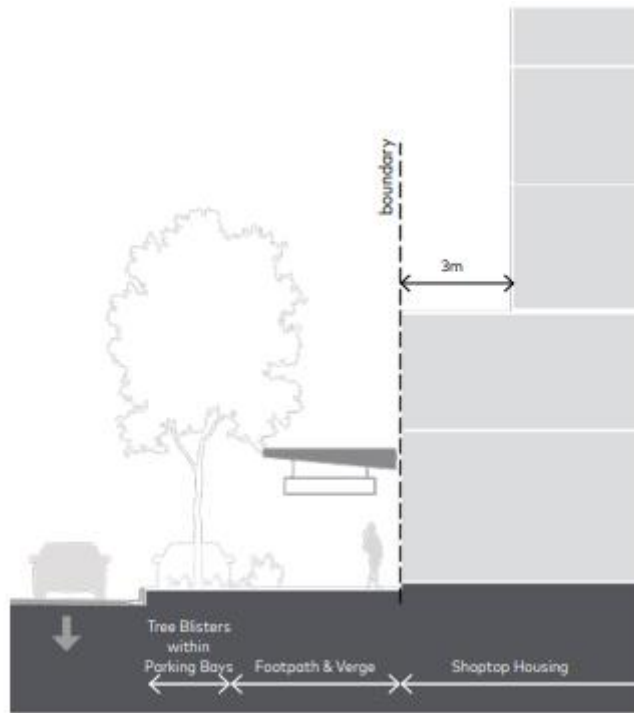 boundary
3m
Tree Blisters
within
Parking Bays
Footpath & Verge
Shoptop Housing